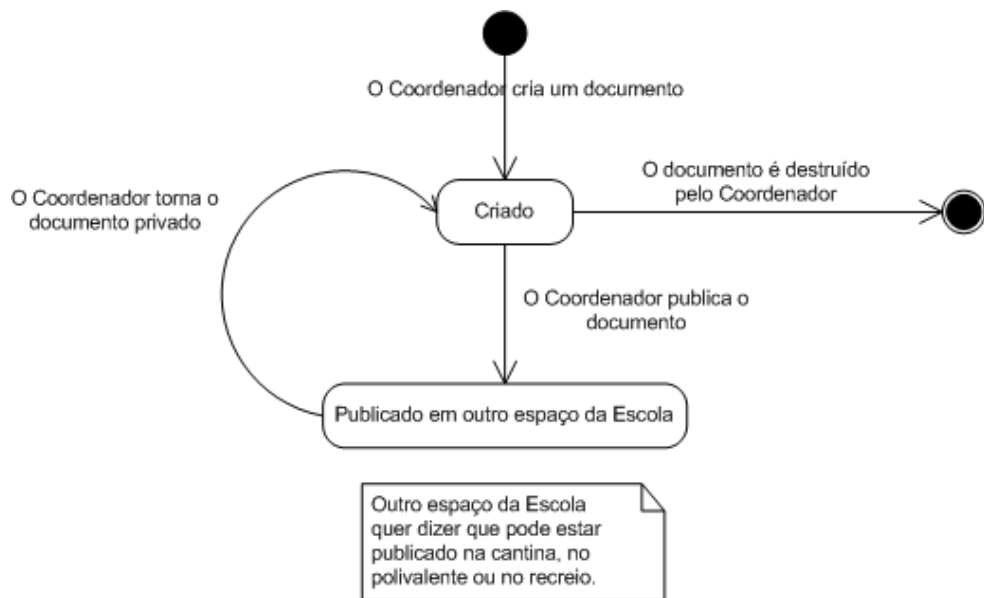 O Coordenador cria um documento
O documento é destruído
pelo Coordenador
O Coordenador torna o
documento privado
Criado
O Coordenador publica o
documento
Publicado em outro espaço da Escola
Outro espaço da Escola
quer dizer que pode estar
publicado na cantina, no
polivalente ou no recreio.